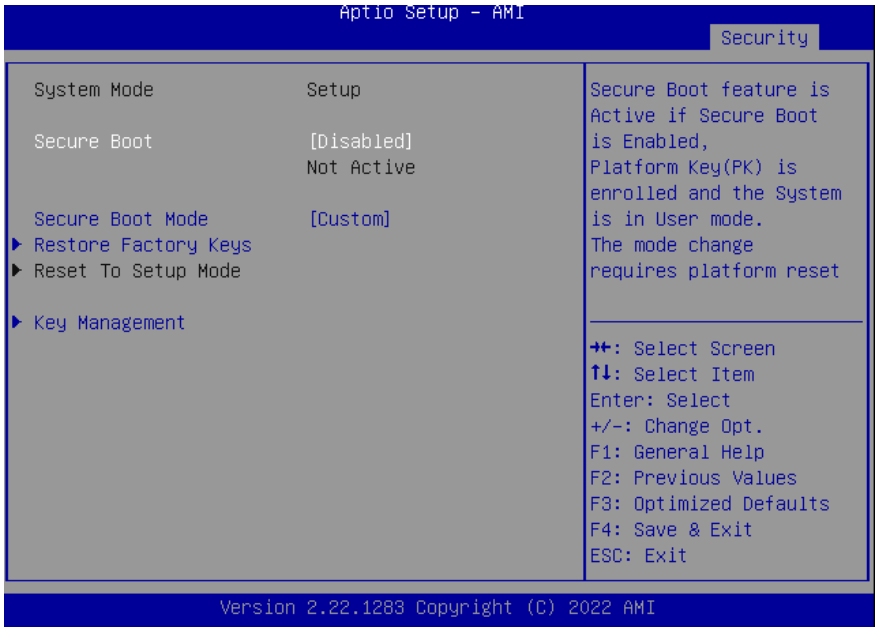 Aptio Setup – AMI
Security
System Mode Setup
Secure Boot [Disabled]
Not Active
Secure Boot Mode [Custom]
▶ Restore Factory Keys
▶ Reset To Setup Mode
▶ Key Management
Secure Boot feature is
Active if Secure Boot
is Enabled,
Platform Key(PK) is
enrolled and the System
is in User mode.
The mode change
requires platform reset
→←: Select Screen
↑↓: Select Item
Enter: Select
+/-: Change Opt.
F1: General Help
F2: Previous Values
F3: Optimized Defaults
F4: Save & Exit
ESC: Exit
Version 2.22.1283 Copyright (C) 2022 AMI